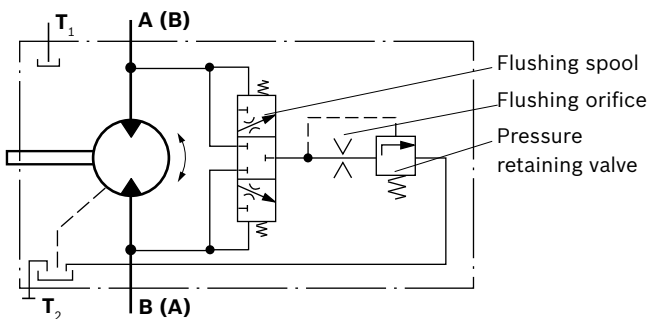 T1
A (B)
Flushing spool
Flushing orifice
Pressure
retaining valve
T2
B (A)